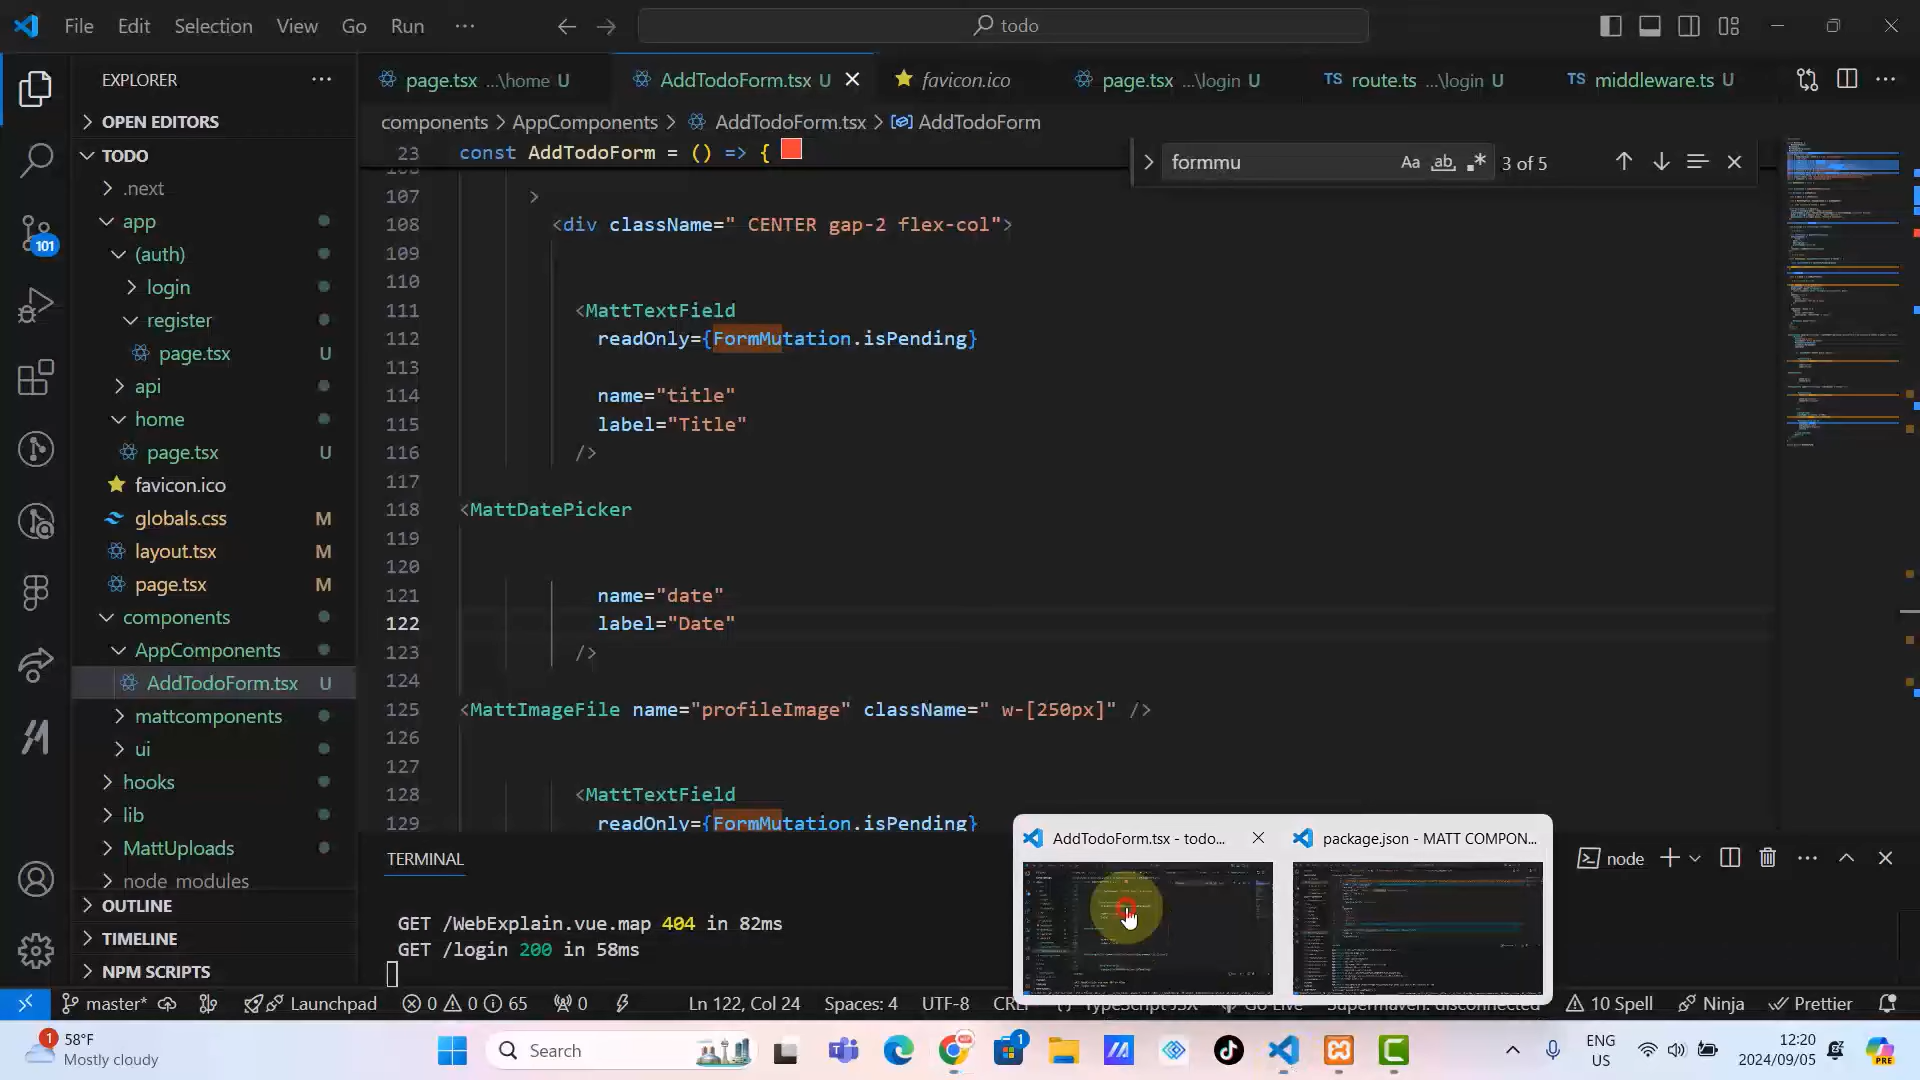 File Edit Selection View Go Run ··· todo
EXPLORER
OPEN EDITORS
TODO
.next
app
(auth)
login
register
page.tsx U
api
home
page.tsx U
favicon.ico
globals.css M
layout.tsx M
page.tsx M
components
AppComponents
AddTodoForm.tsx U
mattcomponents
ui
hooks
lib
MattUploads
node_modules
OUTLINE
TIMELINE
NPM SCRIPTS
101
page.tsx ...\home U AddTodoForm.tsx U favicon.ico page.tsx ...\login U TS route.ts ...\login U TS middleware.ts U
components > AppComponents > AddTodoForm.tsx > AddTodoForm
formmu Aa ab 3 of 5
23 const AddTodoForm = () => {
107 >
108 <div className=" CENTER gap-2 flex-col">
109
110
111 <MattTextField
112 readOnly={FormMutation.isPending}
113
114 name="title"
115 label="Title"
116 />
117
118 <MattDatePicker
119
120
121 name="date"
122 label="Date"
123 />
124
125 <MattImageFile name="profileImage" className=" w-[250px]" />
126
127
128 <MattTextField
129 readOnly={FormMutation.isPending}
TERMINAL
node
GET /WebExplain.vue.map 404 in 82ms
GET /login 200 in 58ms
AddTodoForm.tsx - todo...
package.json - MATT COMPON...
master* Launchpad 0 0 65 0 Ln 122, Col 24 Spaces: 4 UTF-8 10 Spell Ninja Prettier
1
58°F
Mostly cloudy
Search
1
ENG
US
12:20
2024/09/05
PRE